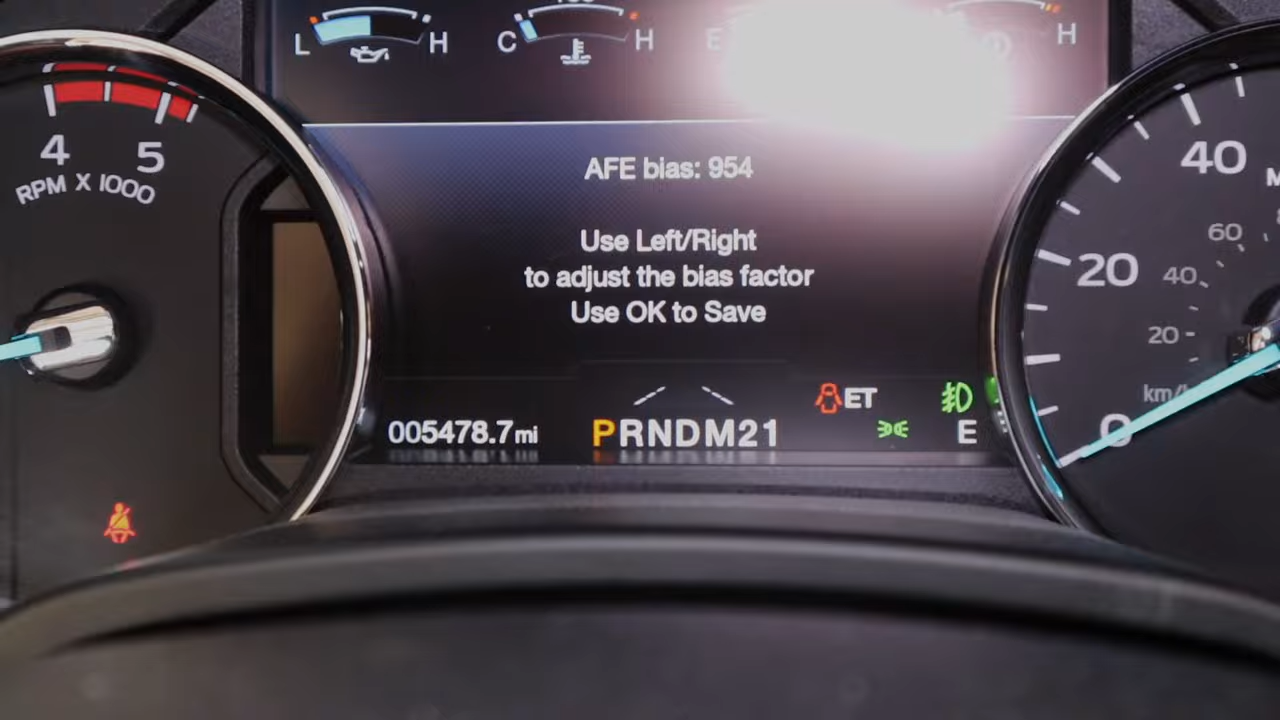 L H C H E H
4 5
RPM X 1000
AFE bias: 954
Use Left/Right
to adjust the bias factor
Use OK to Save
005478.7mi
PRNDM21
ET
E
40
60
20
40
20
km/h
0